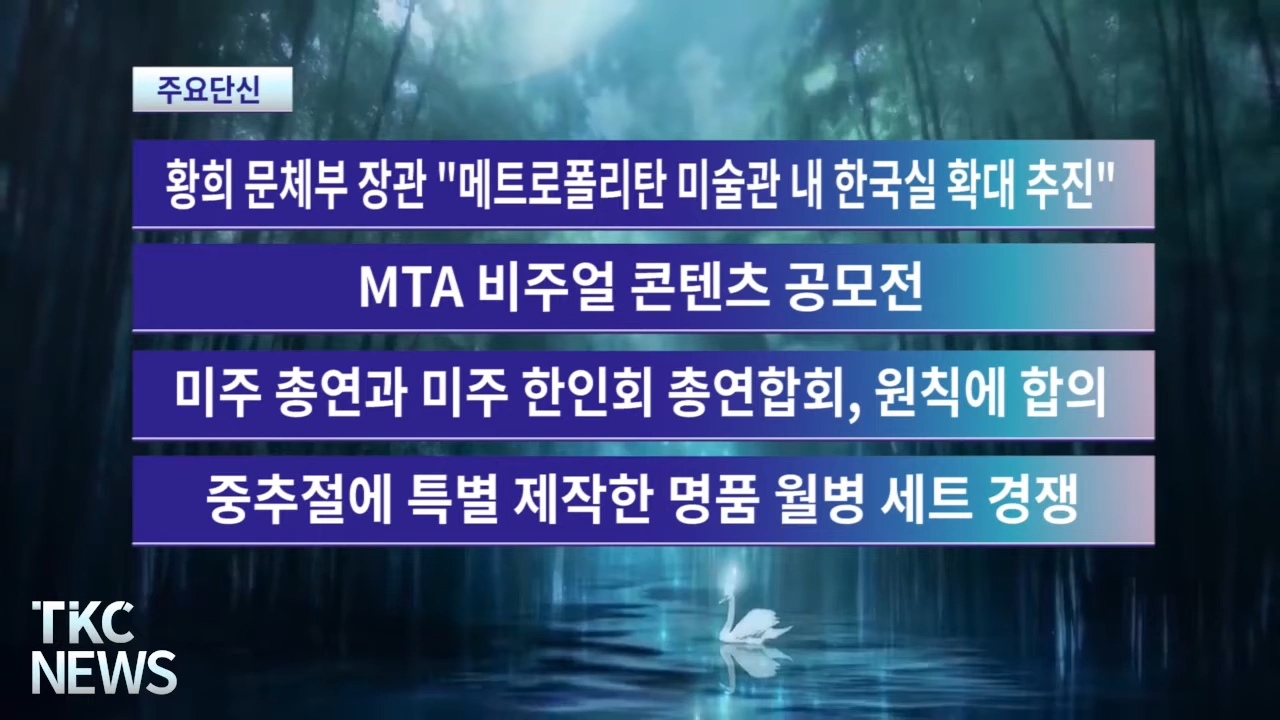 주요단신
황희 문체부 장관 "메트로폴리탄 미술관 내 한국실 확대 추진"
MTA 비주얼 콘텐츠 공모전
미주 총연과 미주 한인회 총연합회, 원칙에 합의
중추절에 특별 제작한 명품 월병 세트 경쟁
TKC
NEWS